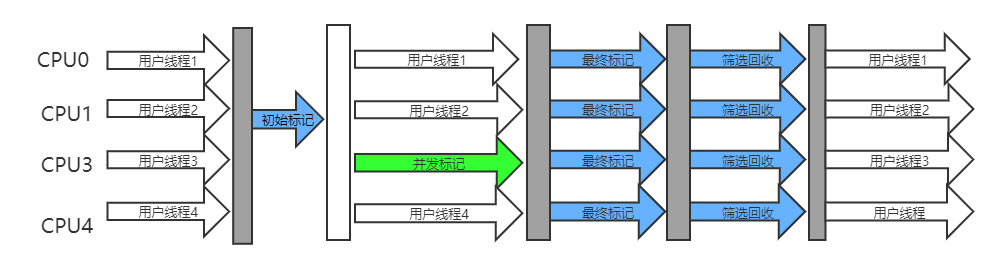 CPU0 用户线程1 用户线程1 最终标记 筛选回收 用户线程1
CPU1 用户线程2 初始标记 用户线程2 最终标记 筛选回收 用户线程2
CPU3 用户线程3 并发标记 最终标记 筛选回收 用户线程3
CPU4 用户线程4 用户线程4 最终标记 筛选回收 用户线程